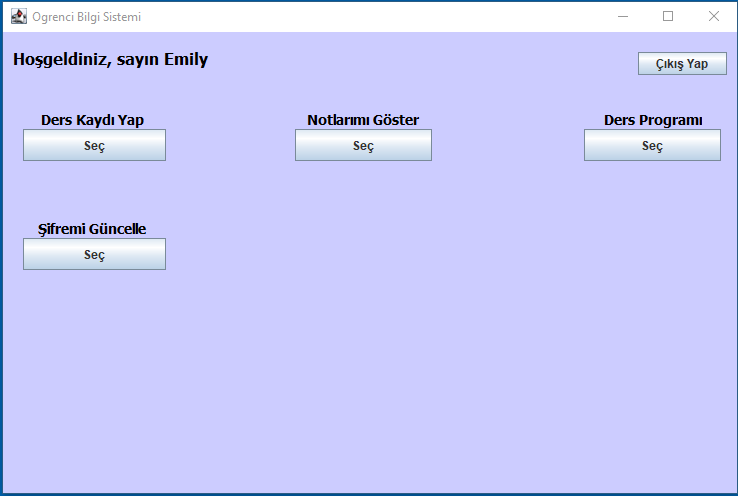 Ogrenci Bilgi Sistemi
Hoşgeldiniz, sayın Emily
Çıkış Yap
Ders Kaydı Yap
Notlarımı Göster
Ders Programı
Seç
Seç
Seç
Şifremi Güncelle
Seç